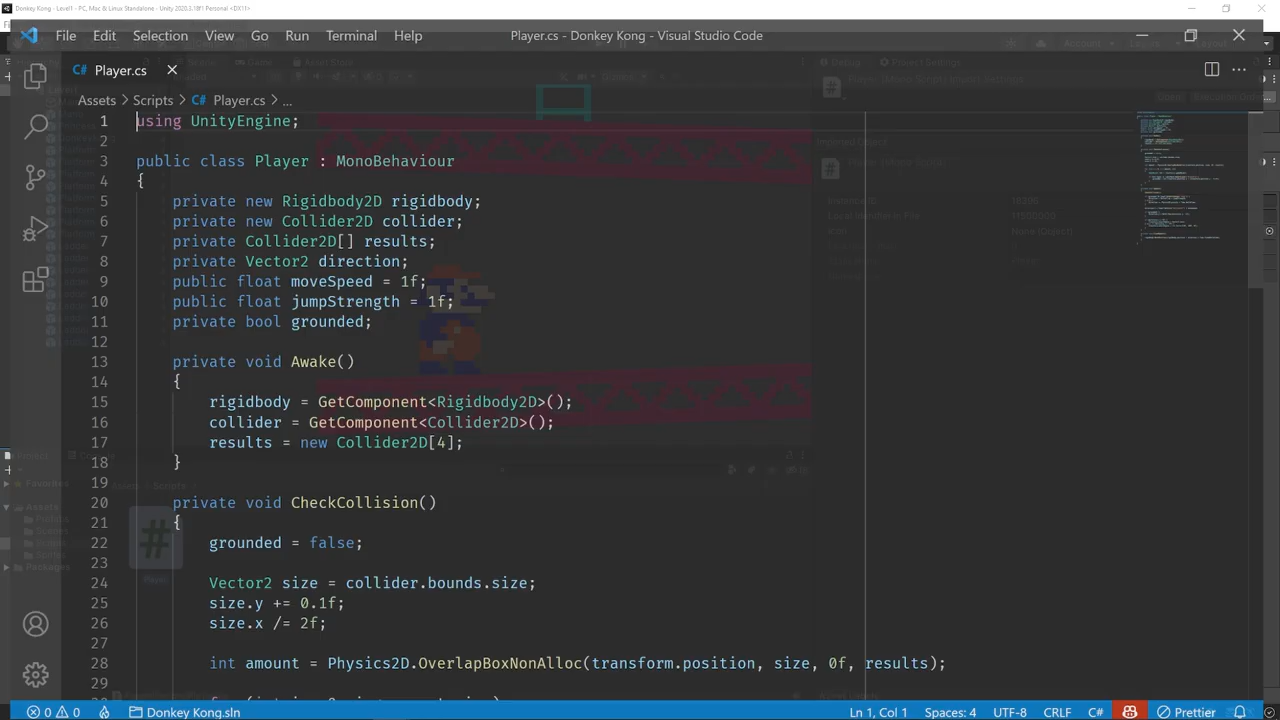 Donkey Kong - Level1 - PC, Mac & Linux Standalone - Unity 2020.3.18f1 Personal <DX11>
File Edit Selection View Go Run Terminal Help
Player.cs - Donkey Kong - Visual Studio Code
C# Player.cs
Assets > Scripts > C# Player.cs > ...
1 using UnityEngine;
2
3 public class Player : MonoBehaviour
4 {
5 private new Rigidbody2D rigidbody;
6 private new Collider2D collider;
7 private Collider2D[] results;
8 private Vector2 direction;
9 public float moveSpeed = 1f;
10 public float jumpStrength = 1f;
11 private bool grounded;
12
13 private void Awake()
14 {
15 rigidbody = GetComponent<Rigidbody2D>();
16 collider = GetComponent<Collider2D>();
17 results = new Collider2D[4];
18 }
19
20 private void CheckCollision()
21 {
22 grounded = false;
23
24 Vector2 size = collider.bounds.size;
25 size.y += 0.1f;
26 size.x /= 2f;
27
28 int amount = Physics2D.OverlapBoxNonAlloc(transform.position, size, 0f, results);
29
Favorites
Assets
Packages
Player
0 0 Donkey Kong.sln
Ln 1, Col 1 Spaces: 4 UTF-8 CRLF C# Prettier